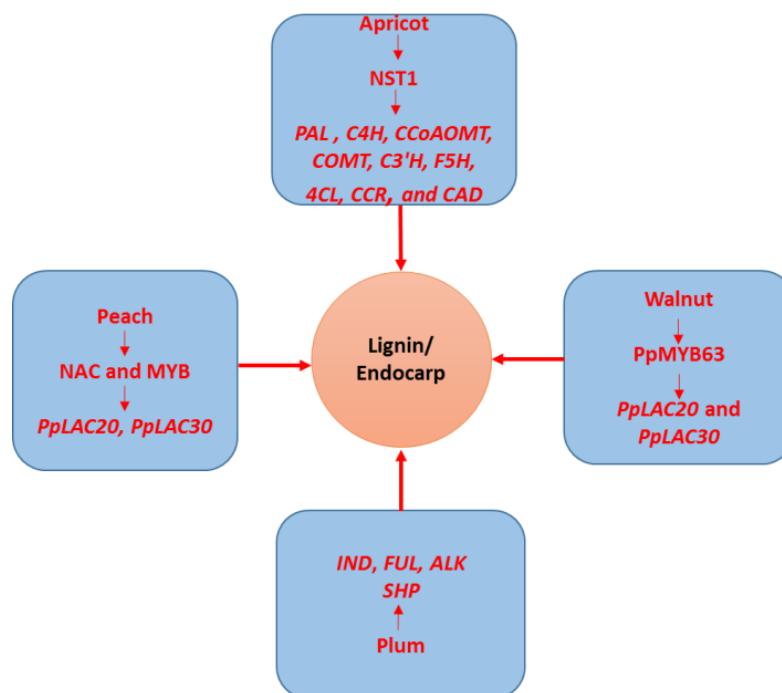 Apricot
NST1
PAL , C4H, CCoAOMT,
COMT, C3'H, F5H,
4CL, CCR, and CAD
Peach
NAC and MYB
PpLAC20, PpLAC30
Lignin/
Endocarp
Walnut
PpMYB63
PpLAC20 and
PpLAC30
IND, FUL, ALK
SHP
Plum